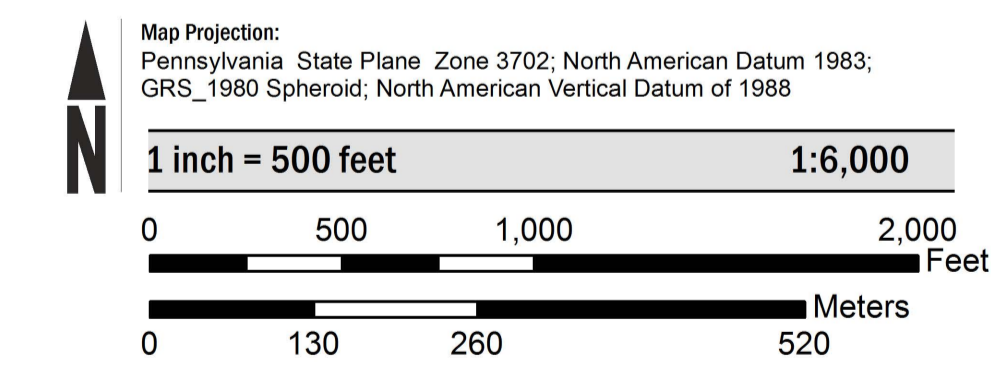 Map Projection:
Pennsylvania State Plane Zone 3702; North American Datum 1983;
GRS_1980 Spheroid; North American Vertical Datum of 1988
N
1 inch = 500 feet 1:6,000
0 500 1,000 2,000
Feet
Meters
0 130 260 520